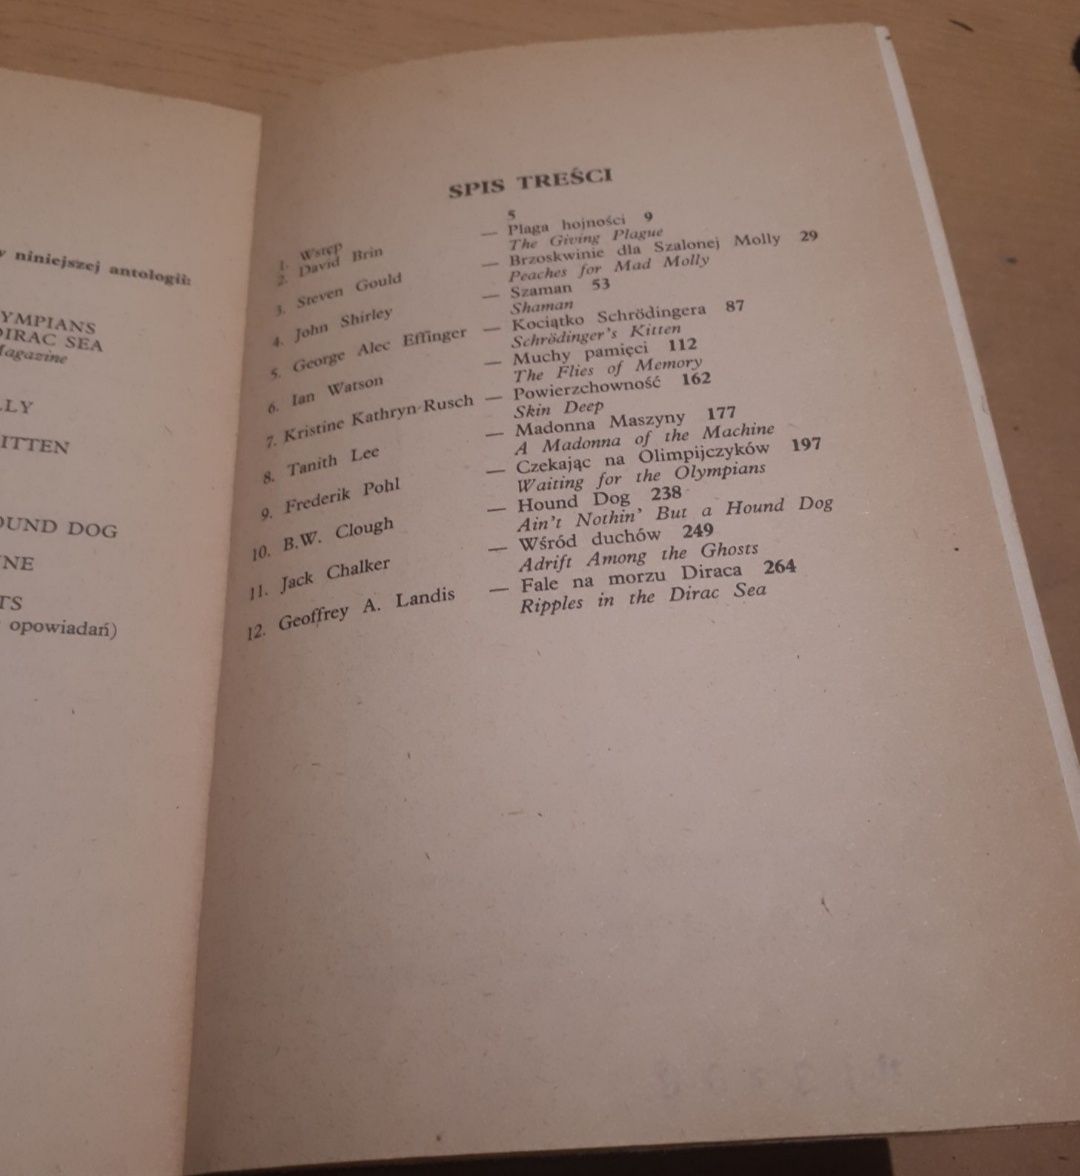 niniejszej antologii:
YMPIANS
DIRAC SEA
Magazine
LLY
ITTEN
OUND DOG
NE
TS
opowiadań)
SPIS TREŚCI
1. Wstęp 5
2. David Brin — Plaga hojności 9
The Giving Plague
3. Steven Gould — Brzoskwinie dla Szalonej Molly 29
Peaches for Mad Molly
4. John Shirley — Szaman 53
Shaman
5. George Alec Effinger — Kociątko Schrödingera 87
Schrödinger's Kitten
6. Ian Watson — Muchy pamięci 112
The Flies of Memory
7. Kristine Kathryn-Rusch — Powierzchowność 162
Skin Deep
8. Tanith Lee — Madonna Maszyny 177
A Madonna of the Machine
9. Frederik Pohl — Czekając na Olimpijczyków 197
Waiting for the Olympians
10. B.W. Clough — Hound Dog 238
Ain't Nothin' But a Hound Dog
11. Jack Chalker — Wśród duchów 249
Adrift Among the Ghosts
12. Geoffrey A. Landis — Fale na morzu Diraca 264
Ripples in the Dirac Sea